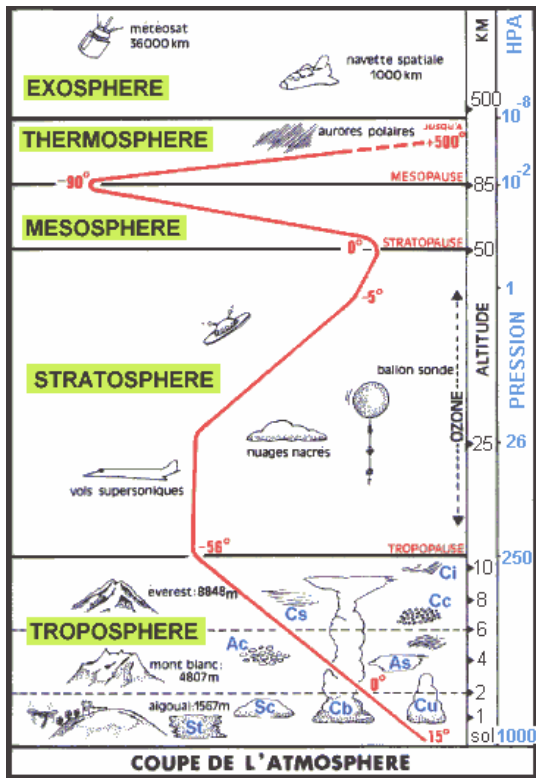 météosat
36000 km
KM
HPA
navette spatiale
1000 km
EXOSPHERE
500
10-8
THERMOSPHERE
aurores polaires
JUSQU'A
+500°
-90°
MESOPAUSE
85
10-2
MESOSPHERE
0°
STRATOPAUSE
50
-5°
1
ALTITUDE
PRESSION
STRATOSPHERE
ballon sonde
OZONE
nuages nacrés
25
26
vols supersoniques
-56°
TROPOPAUSE
250
10
Ci
everest: 8848m
8
Cs
Cc
TROPOSPHERE
6
Ac
mont blanc:
4807m
4
As
0°
2
aigoual: 1567m
Sc
Cb
Cu
St
1
15°
sol
1000
COUPE DE L'ATMOSPHERE